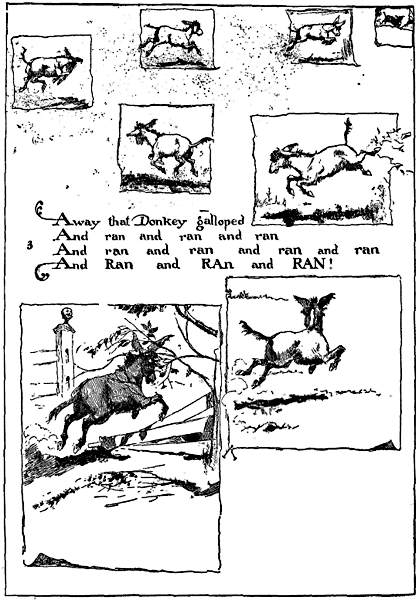 Away that Donkey galloped
And ran and ran and ran
3
And ran and ran and ran and ran
And Ran and RAn and RAN!